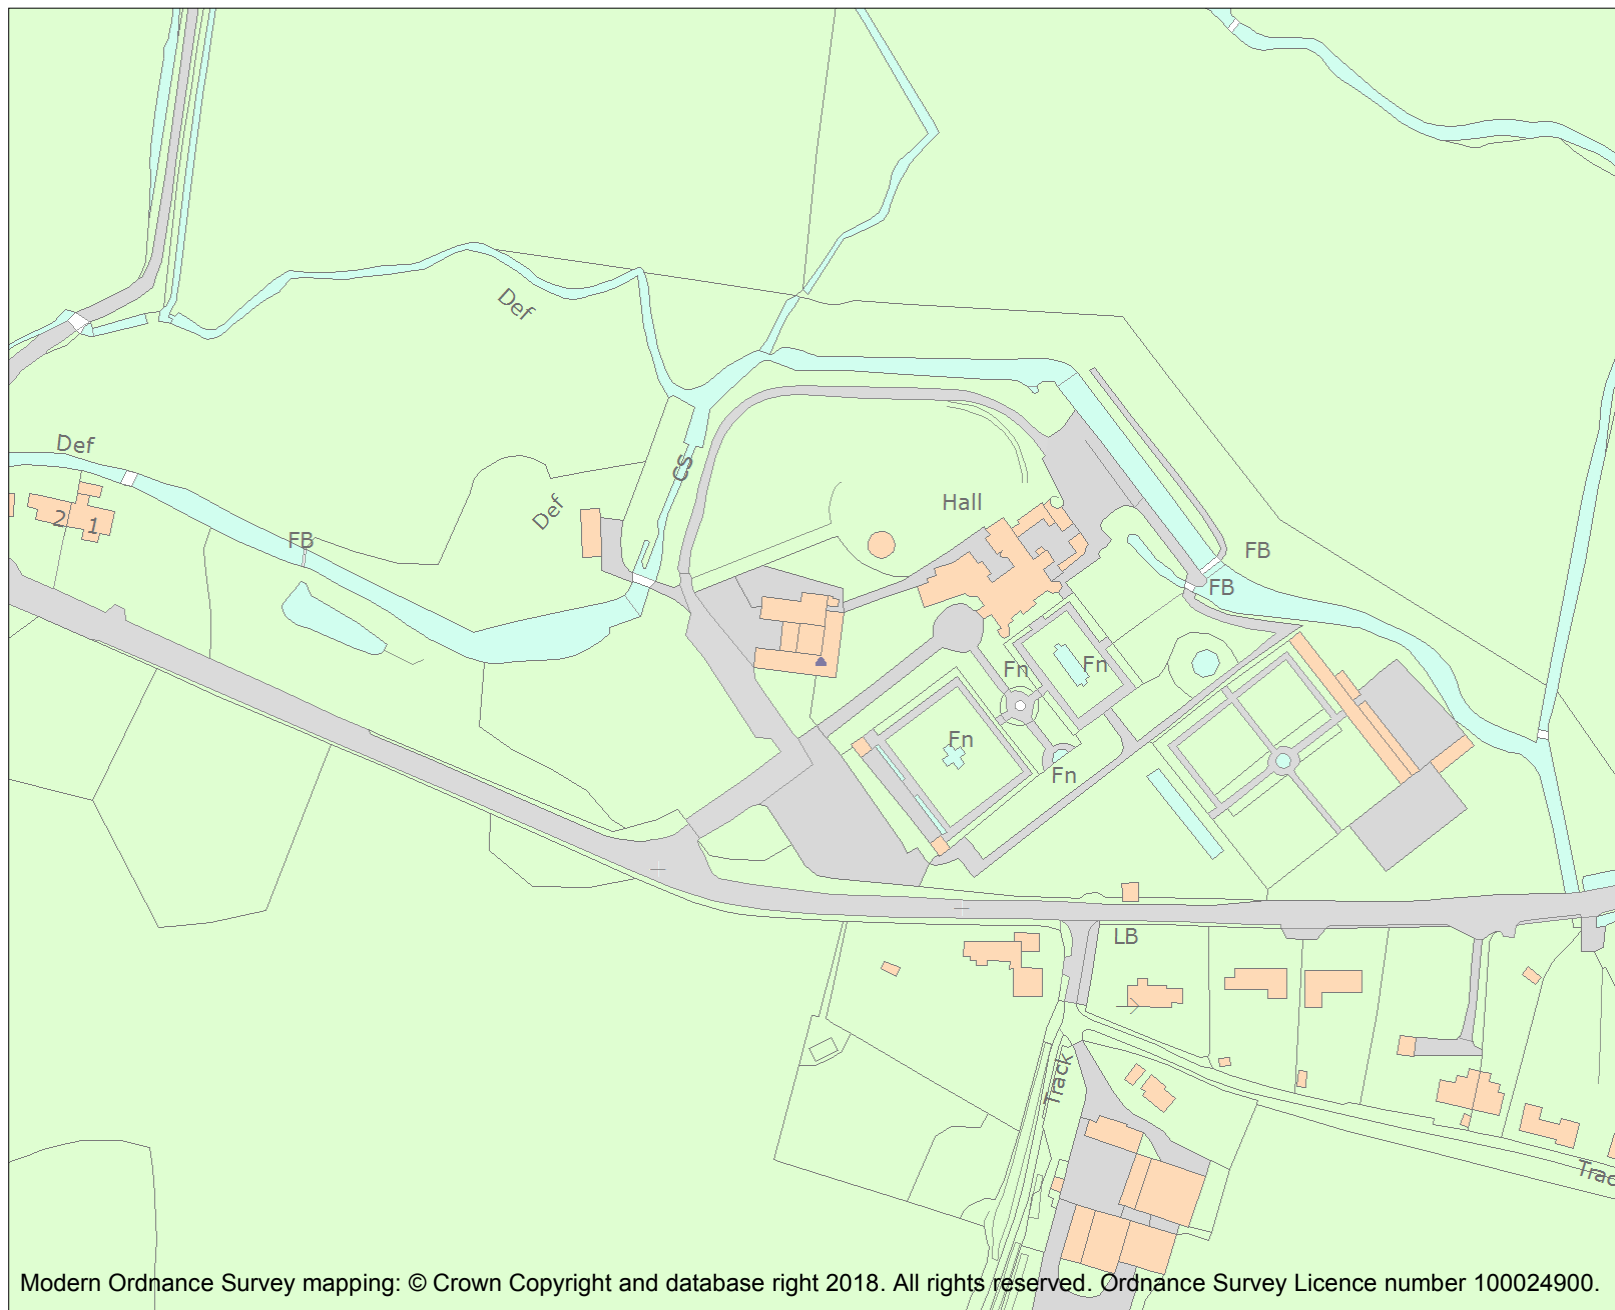 Def
Def
CS
Hall
Def
2 1
FB
FB
FB
Fn
Fn
Fn
Fn
LB
Track
Trac
Modern Ordnance Survey mapping: © Crown Copyright and database right 2018. All rights reserved. Ordnance Survey Licence number 100024900.